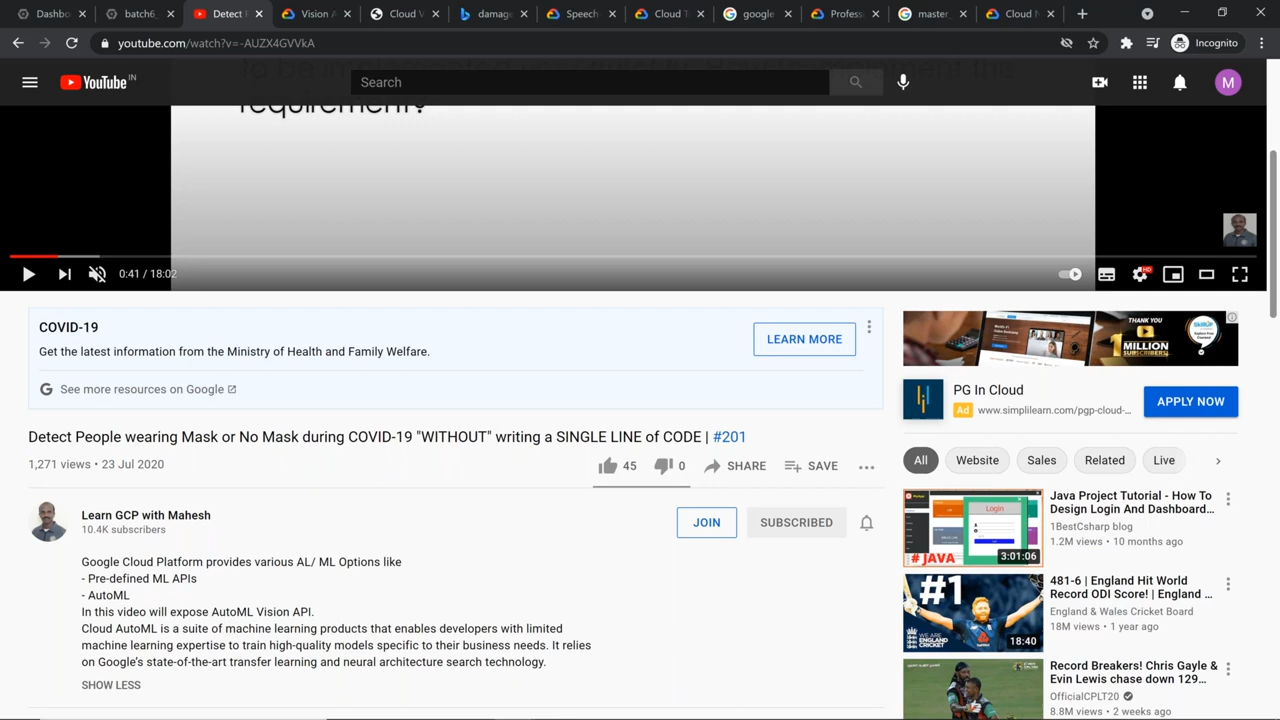 Dashbo
batch6_
Detect F
Vision A
Cloud V
damage
Speech
Cloud T
google
Profess
master_
Cloud N
youtube.com/watch?v=-AUZX4GVVkA
Incognito
YouTube IN
Search
M
requirement?
0:41 / 18:02
HD
COVID-19
Get the latest information from the Ministry of Health and Family Welfare.
LEARN MORE
See more resources on Google
Detect People wearing Mask or No Mask during COVID-19 "WITHOUT" writing a SINGLE LINE of CODE | #201
1,271 views • 23 Jul 2020
45
0
SHARE
SAVE
Learn GCP with Mahesh
10.4K subscribers
JOIN
SUBSCRIBED
Google Cloud Platform provides various AL/ ML Options like
- Pre-defined ML APIs
- AutoML
In this video will expose AutoML Vision API.
Cloud AutoML is a suite of machine learning products that enables developers with limited
machine learning expertise to train high-quality models specific to their business needs. It relies
on Google's state-of-the-art transfer learning and neural architecture search technology.
SHOW LESS
THANK YOU
1 MILLION
SUBSCRIBERS!
PG In Cloud
Ad www.simplilearn.com/pgp-cloud-...
APPLY NOW
All
Website
Sales
Related
Live
Login
# JAVA
3:01:06
Java Project Tutorial - How To
Design Login And Dashboard...
1BestCsharp blog
1.2M views • 10 months ago
#1
18:40
481-6 | England Hit World
Record ODI Score! | England ...
England & Wales Cricket Board
18M views • 1 year ago
Record Breakers! Chris Gayle &
Evin Lewis chase down 129...
OfficialCPLT20
8.8M views • 2 weeks ago